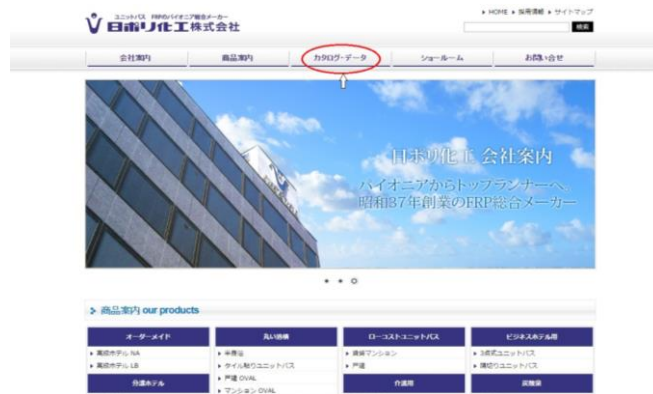 ▸ HOME ▸ 採用情報 ▸ サイトマップ
ユニットバス FRPのパイオニア総合メーカー
日ポリ化工株式会社
検索
会社案内 商品案内 カタログ・データ ショールーム お問い合せ
日ポリ化工 会社案内
パイオニアからトップランナーへ。
昭和37年創業のFRP総合メーカー
商品案内 our products
オーダーメイド 丸い浴槽 ローコストユニットバス ビジネスホテル用
▸ 高級ホテル NA ▸ 半露浴 ▸ 賃貸マンション ▸ 3点式ユニットバス
▸ 高級ホテル LB ▸ タイル貼りユニットバス ▸ 戸建 ▸ 隅切りユニットバス
▸ 戸建 OVAL
介護用
▸ マンション OVAL